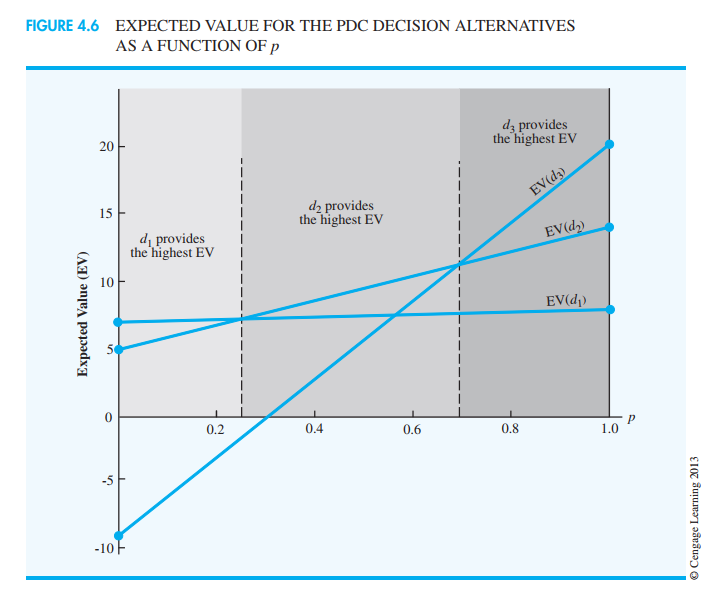 FIGURE 4.6 EXPECTED VALUE FOR THE PDC DECISION ALTERNATIVES
AS A FUNCTION OF p
d3 provides
the highest EV
20
EV(d3)
d2 provides
the highest EV
15
EV(d2)
d1 provides
the highest EV
10
EV(d1)
Expected Value (EV)
5
0
p
0.2
0.4
0.6
0.8
1.0
-5
-10
© Cengage Learning 2013